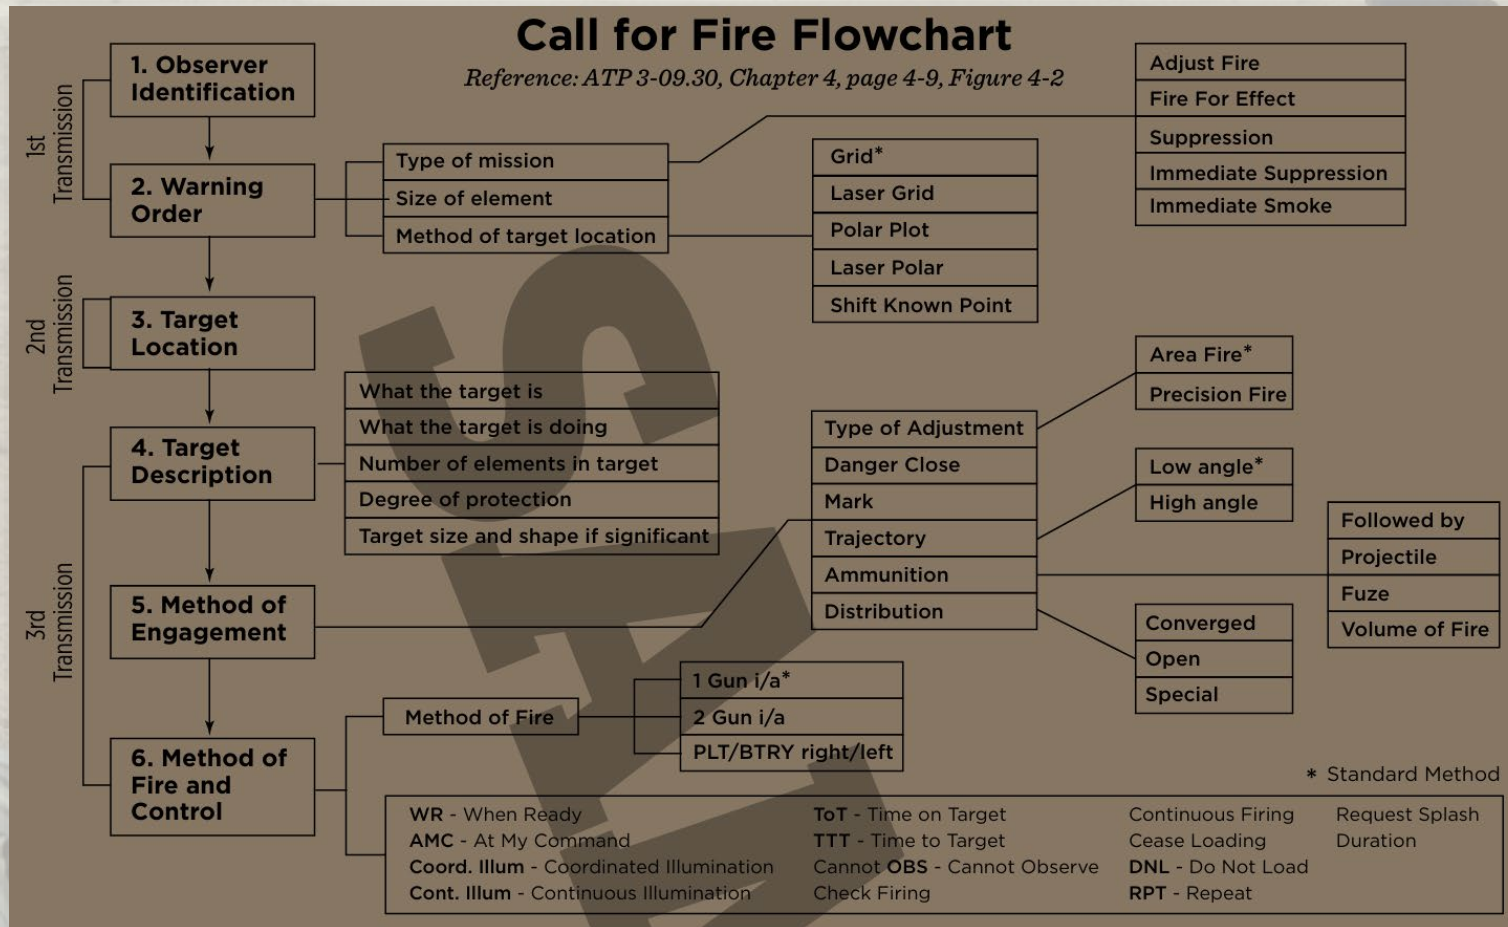 Call for Fire Flowchart
Reference: ATP 3-09.30, Chapter 4, page 4-9, Figure 4-2
1st
Transmission
1. Observer
Identification
2. Warning
Order
Type of mission
Size of element
Method of target location
Adjust Fire
Fire For Effect
Suppression
Immediate Suppression
Immediate Smoke
Grid*
Laser Grid
Polar Plot
Laser Polar
Shift Known Point
2nd
Transmission
3. Target
Location
3rd
Transmission
4. Target
Description
What the target is
What the target is doing
Number of elements in target
Degree of protection
Target size and shape if significant
5. Method of
Engagement
Type of Adjustment
Danger Close
Mark
Trajectory
Ammunition
Distribution
Area Fire*
Precision Fire
Low angle*
High angle
Followed by
Projectile
Fuze
Volume of Fire
Converged
Open
Special
6. Method of
Fire and
Control
Method of Fire
1 Gun i/a*
2 Gun i/a
PLT/BTRY right/left
* Standard Method
WR - When Ready
AMC - At My Command
Coord. Illum - Coordinated Illumination
Cont. Illum - Continuous Illumination
ToT - Time on Target
TTT - Time to Target
Cannot OBS - Cannot Observe
Check Firing
Continuous Firing
Cease Loading
DNL - Do Not Load
RPT - Repeat
Request Splash
Duration